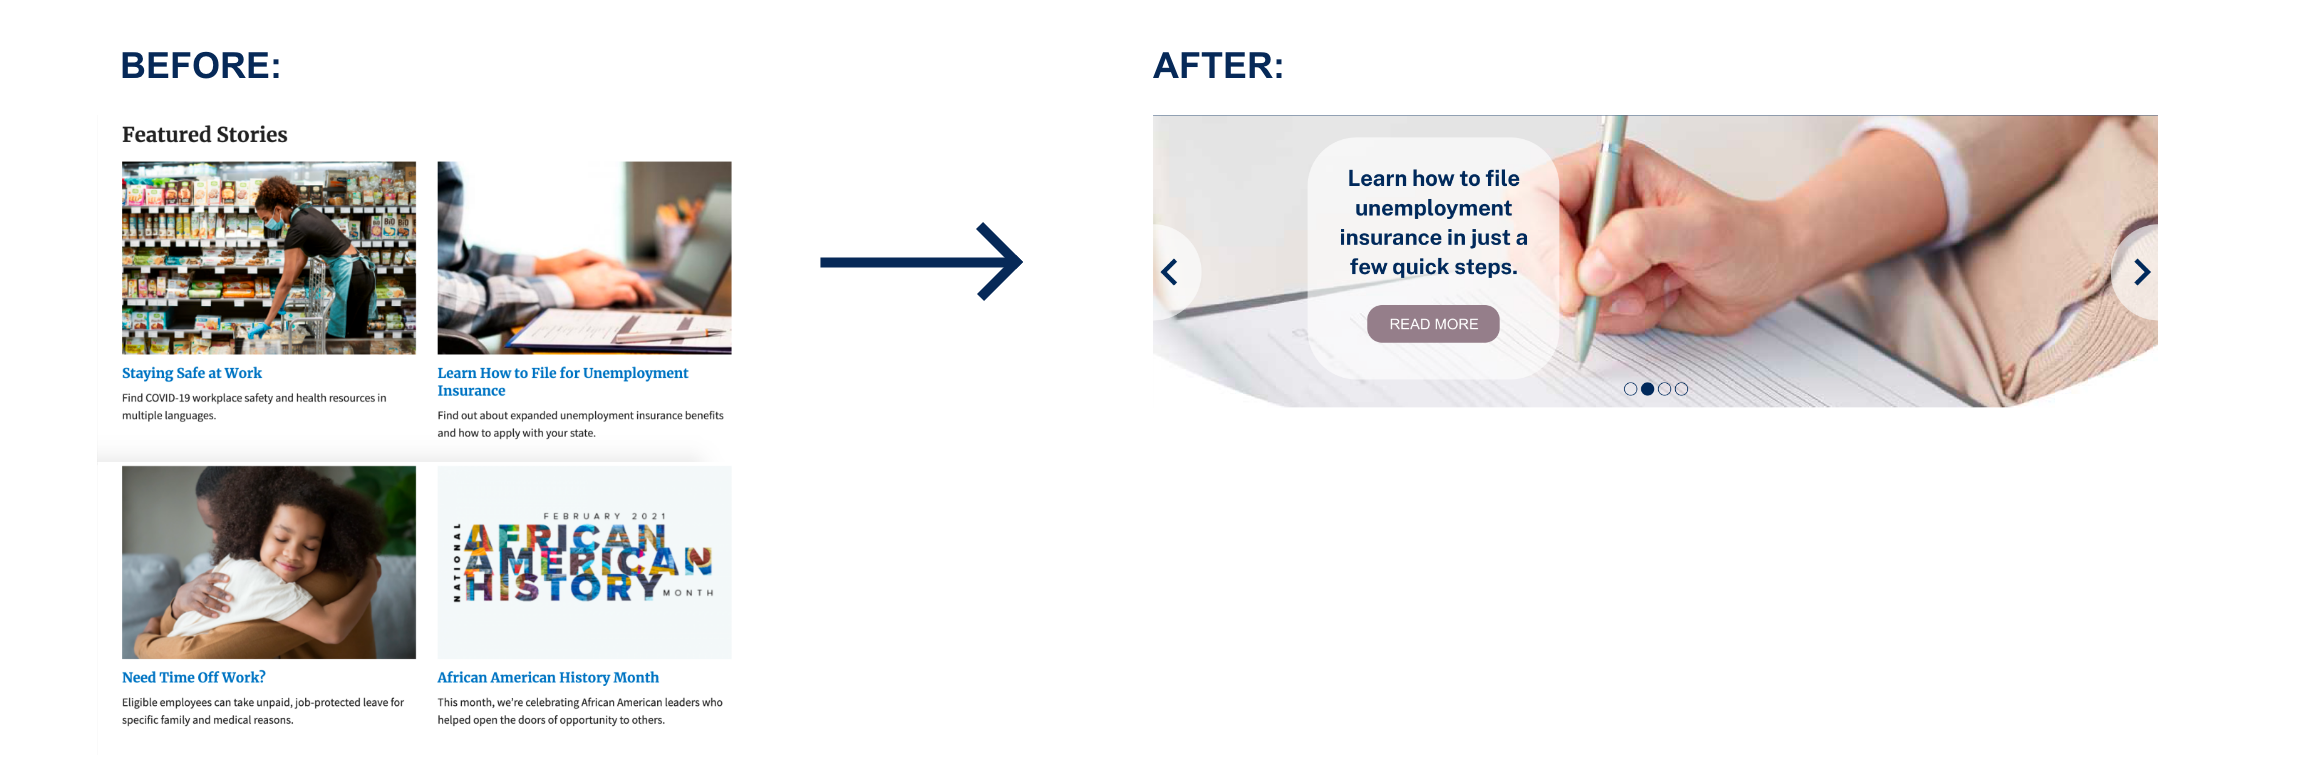 BEFORE:
Featured Stories
Staying Safe at Work
Find COVID-19 workplace safety and health resources in
multiple languages.
Learn How to File for Unemployment
Insurance
Find out about expanded unemployment insurance benefits
and how to apply with your state.
FEBRUARY 2021
NATIONAL
AFRICAN
AMERICAN
HISTORY
MONTH
Need Time Off Work?
Eligible employees can take unpaid, job-protected leave for
specific family and medical reasons.
African American History Month
This month, we're celebrating African American leaders who
helped open the doors of opportunity to others.
AFTER:
Learn how to file
unemployment
insurance in just a
few quick steps.
READ MORE